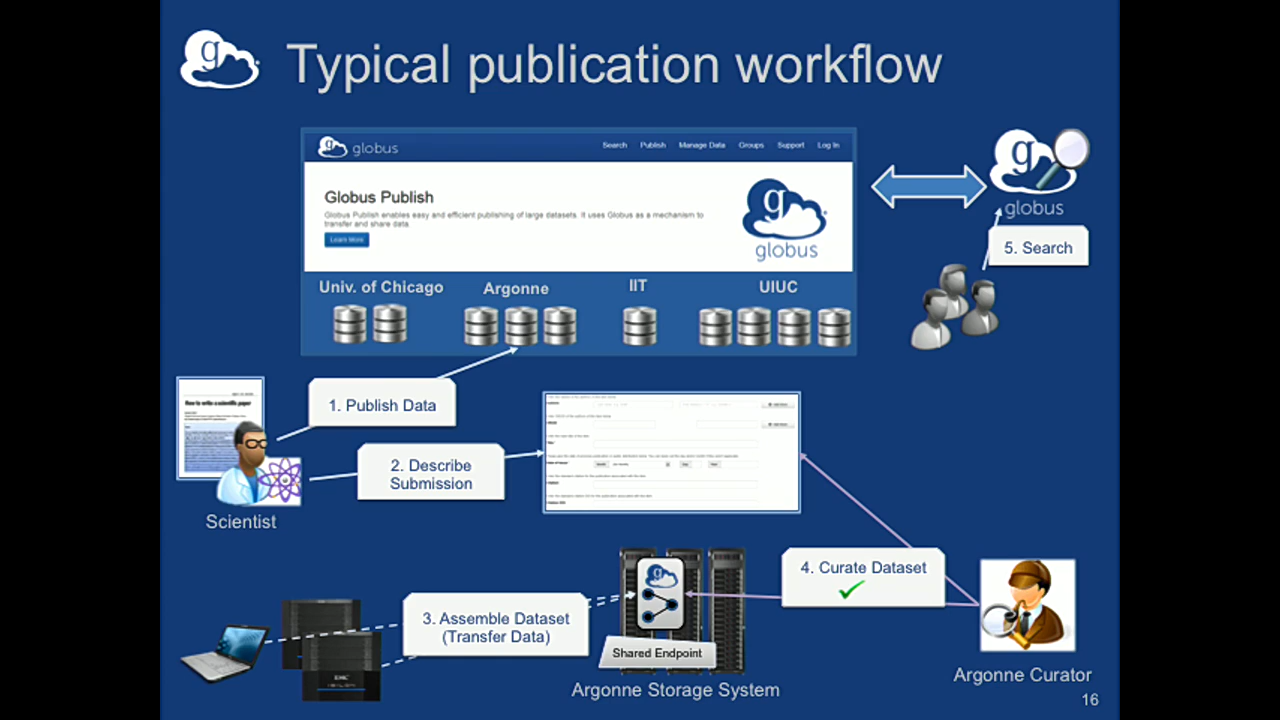 g
Typical publication workflow
g globus
Search Publish Manage Data Groups Support Log In
Globus Publish
Globus Publish enables easy and efficient publishing of large datasets. It uses Globus as a mechanism to
transfer and share data
Learn More
g
globus
g
globus
5. Search
Univ. of Chicago
Argonne
IIT
UIUC
How to write a scientific paper
1. Publish Data
2. Describe
Submission
Scientist
4. Curate Dataset
3. Assemble Dataset
(Transfer Data)
g
Shared Endpoint
EMC
Argonne Storage System
Argonne Curator
16